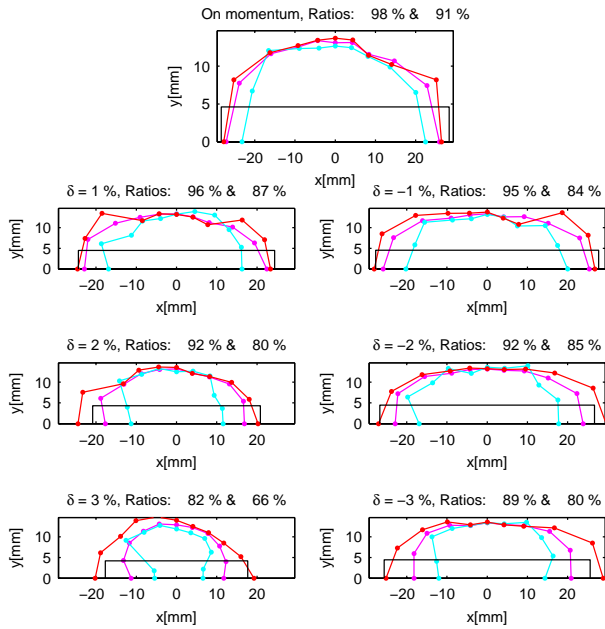 On momentum, Ratios: 98 % & 91 %
y[mm]
10
5
0
−20 −10 0 10 20
x[mm]
δ = 1 %, Ratios: 96 % & 87 %
y[mm]
10
5
0
−20 −10 0 10 20
x[mm]
δ = −1 %, Ratios: 95 % & 84 %
y[mm]
10
5
0
−20 −10 0 10 20
x[mm]
δ = 2 %, Ratios: 92 % & 80 %
y[mm]
10
5
0
−20 −10 0 10 20
x[mm]
δ = −2 %, Ratios: 92 % & 85 %
y[mm]
10
5
0
−20 −10 0 10 20
x[mm]
δ = 3 %, Ratios: 82 % & 66 %
y[mm]
10
5
0
−20 −10 0 10 20
x[mm]
δ = −3 %, Ratios: 89 % & 80 %
y[mm]
10
5
0
−20 −10 0 10 20
x[mm]